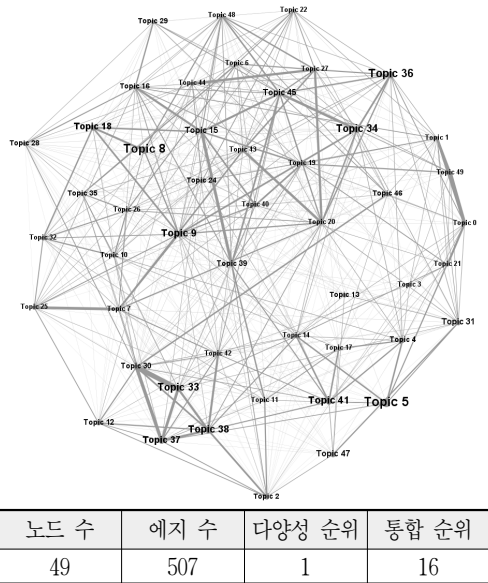 Topic 22
Topic 48
Topic 29
Topic 6
Topic 27
Topic 36
Topic 44
Topic 16
Topic 45
Topic 18
Topic 15
Topic 34
Topic 1
Topic 28
Topic 8
Topic 43
Topic 19
Topic 49
Topic 24
Topic 35
Topic 46
Topic 40
Topic 26
Topic 20
Topic 0
Topic 9
Topic 32
Topic 10
Topic 39
Topic 21
Topic 3
Topic 13
Topic 25
Topic 7
Topic 31
Topic 14
Topic 4
Topic 17
Topic 42
Topic 30
Topic 33
Topic 11
Topic 41
Topic 5
Topic 12
Topic 38
Topic 37
Topic 47
Topic 2
노드 수 에지 수 다양성 순위 통합 순위
49 507 1 16